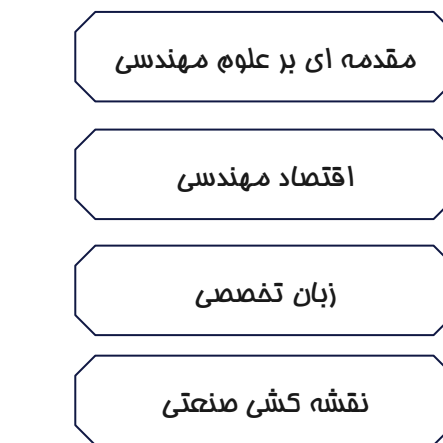 مقدمه ای بر علوم مهندسی
اقتصاد مهندسی
زبان تخصصی
نقشه کشی صنعتی